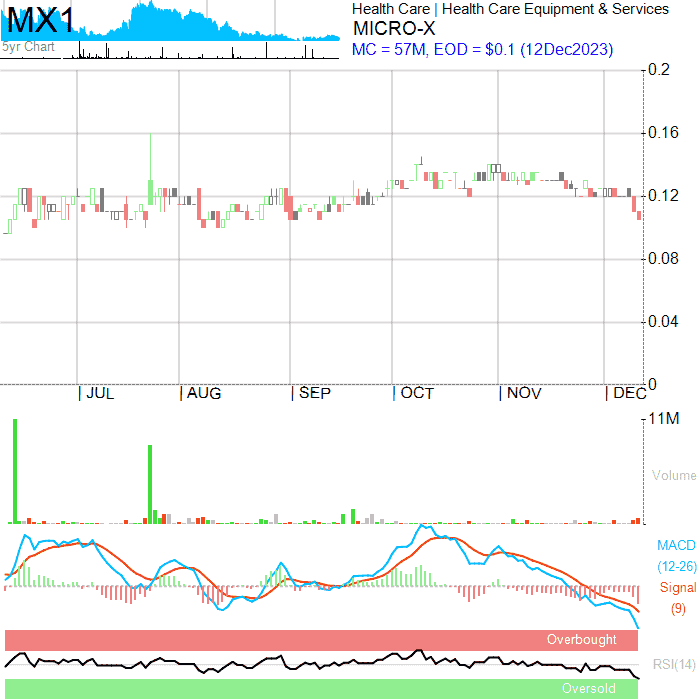 MX1
5yr Chart
Health Care | Health Care Equipment & Services
MICRO-X
MC = 57M, EOD = $0.1 (12Dec2023)
0.2
0.16
0.12
0.08
0.04
0
| JUL | AUG | SEP | OCT | NOV | DEC
11M
Volume
MACD
(12-26)
Signal
(9)
Overbought
RSI(14)
Oversold